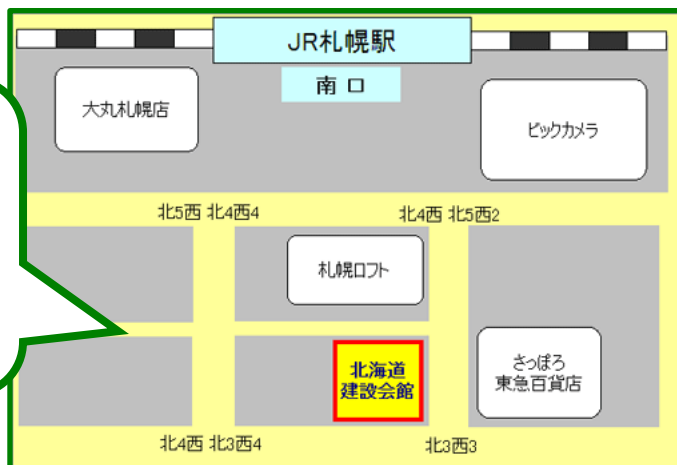 JR札幌駅
南口
大丸札幌店
ビックカメラ
北5西 北4西4
北4西 北5西2
札幌ロフト
北海道
建設会館
さっぽろ
東急百貨店
北4西 北3西4
北3西3